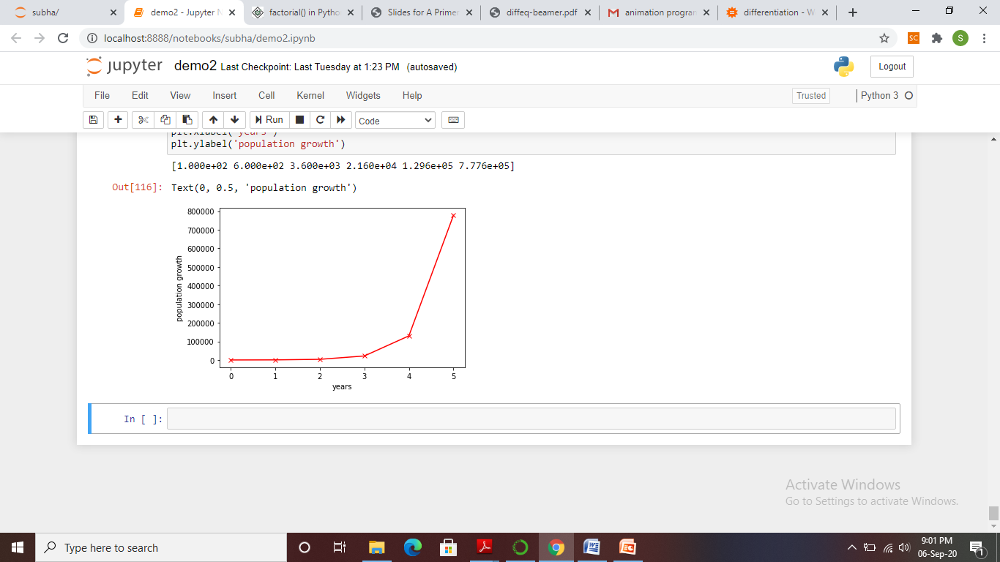 subha/
demo2 - Jupyter N
factorial() in Pytho
Slides for A Primer
diffeq-beamer.pdf
animation program
differentiation - W
localhost:8888/notebooks/subha/demo2.ipynb
SC
S
jupyter demo2 Last Checkpoint: Last Tuesday at 1:23 PM (autosaved)
Logout
File Edit View Insert Cell Kernel Widgets Help
Trusted
Python 3
Run
Code
plt.xlabel('years')
plt.ylabel('population growth')
[1.000e+02 6.000e+02 3.600e+03 2.160e+04 1.296e+05 7.776e+05]
Out[116]: Text(0, 0.5, 'population growth')
800000
700000
600000
500000
400000
300000
200000
100000
0
population growth
0 1 2 3 4 5
years
In [ ]:
Activate Windows
Go to Settings to activate Windows.
Type here to search
9:01 PM
06-Sep-20
1